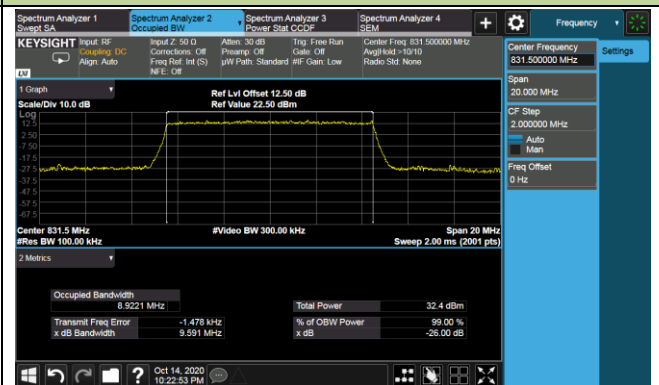 Spectrum Analyzer 1
Swept SA
Spectrum Analyzer 2
Occupied BW
Spectrum Analyzer 3
Power Stat CCDF
Spectrum Analyzer 4
SEM
+
Frequency
KEYSIGHT
Input: RF
Coupling: DC
Align: Auto
Input Z: 50 Ω
Corrections: Off
Freq Ref: Int (S)
NFE: Off
Atten: 30 dB
Preamp: Off
µW Path: Standard
Trig: Free Run
Gate: Off
#IF Gain: Low
Center Freq: 831.500000 MHz
Avg|Hold:>10/10
Radio Std: None
LXI
Center Frequency
831.500000 MHz
Settings
Span
20.000 MHz
CF Step
2.000000 MHz
Auto
Man
Freq Offset
0 Hz
1 Graph
Scale/Div 10.0 dB
Ref Lvl Offset 12.50 dB
Ref Value 22.50 dBm
Log
12.5
2.50
-7.50
-17.5
-27.5
-37.5
-47.5
-57.5
-67.5
Center 831.5 MHz
#Res BW 100.00 kHz
#Video BW 300.00 kHz
Span 20 MHz
Sweep 2.00 ms (2001 pts)
2 Metrics
Occupied Bandwidth
8.9221 MHz
Total Power 32.4 dBm
Transmit Freq Error -1.478 kHz
% of OBW Power 99.00 %
x dB Bandwidth 9.591 MHz
x dB -26.00 dB
?
Oct 14, 2020
10:22:53 PM